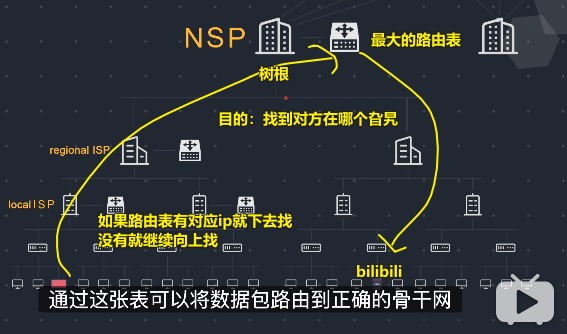 NSP
最大的路由表
树根
目的：找到对方在哪个旮旯
regional ISP
local I S P
如果路由表有对应ip就下去找
没有就继续向上找
bilibili
通过这张表可以将数据包路由到正确的骨干网